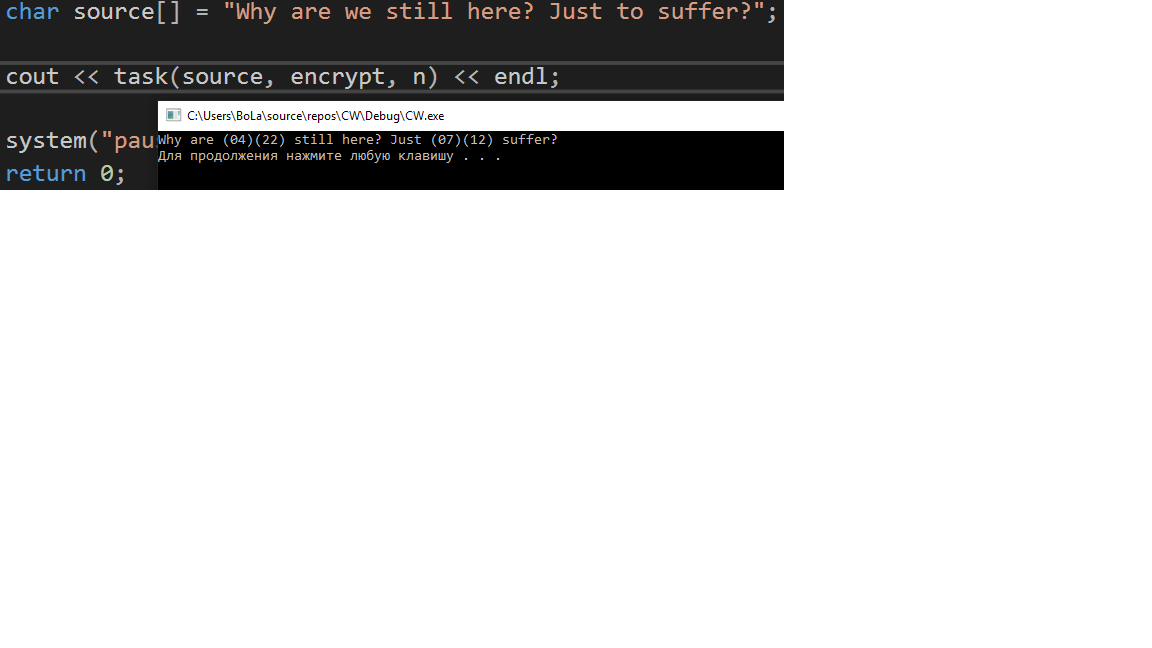 char source[] = "Why are we still here? Just to suffer?";
cout << task(source, encrypt, n) << endl;
C:\Users\BoLa\source\repos\CW\Debug\CW.exe
system("pau
Why are (04)(22) still here? Just (07)(12) suffer?
Для продолжения нажмите любую клавишу . . .
return 0;